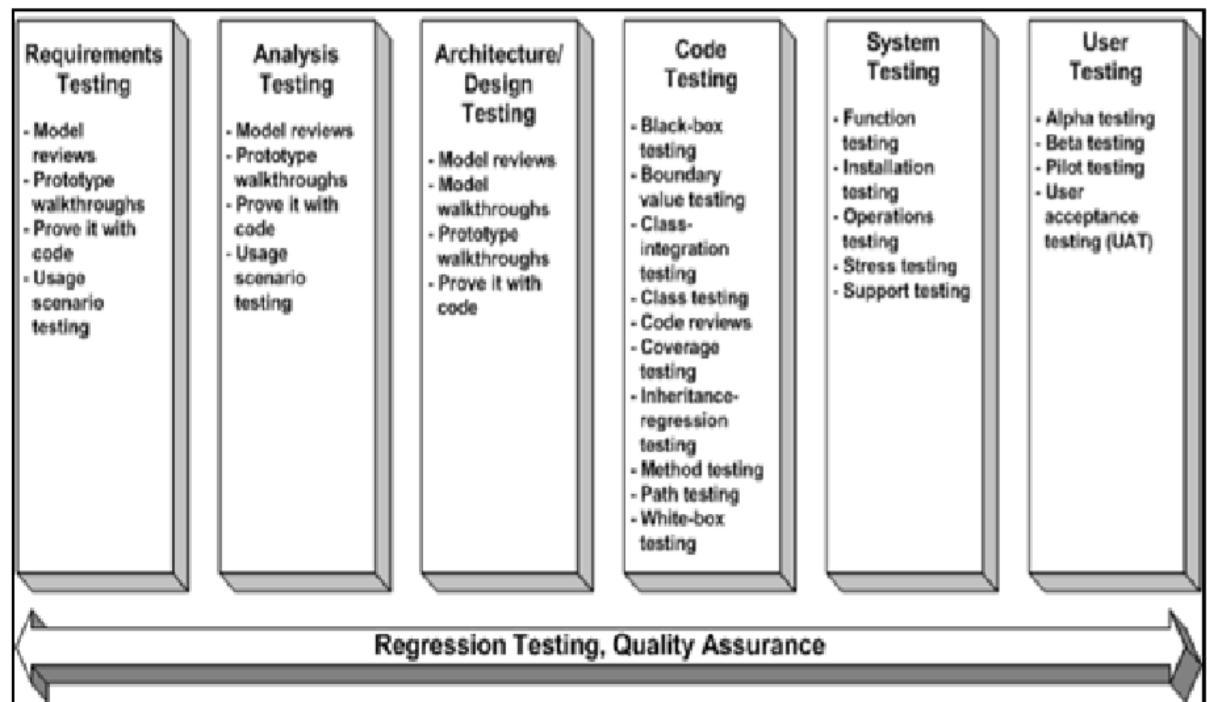 Requirements
Testing
- Model
reviews
- Prototype
walkthroughs
- Prove it with
code
- Usage
scenario
testing
Analysis
Testing
- Model reviews
- Prototype
walkthroughs
- Prove it with
code
- Usage
scenario
testing
Architecture/
Design
Testing
- Model reviews
- Model
walkthroughs
- Prototype
walkthroughs
- Prove it with
code
Code
Testing
- Black-box
testing
- Boundary
value testing
- Class-
integration
testing
- Class testing
- Code reviews
- Coverage
testing
- Inheritance-
regression
testing
- Method testing
- Path testing
- White-box
testing
System
Testing
- Function
testing
- Installation
testing
- Operations
testing
- Stress testing
- Support testing
User
Testing
- Alpha testing
- Beta testing
- Pilot testing
- User
acceptance
testing (UAT)
Regression Testing, Quality Assurance